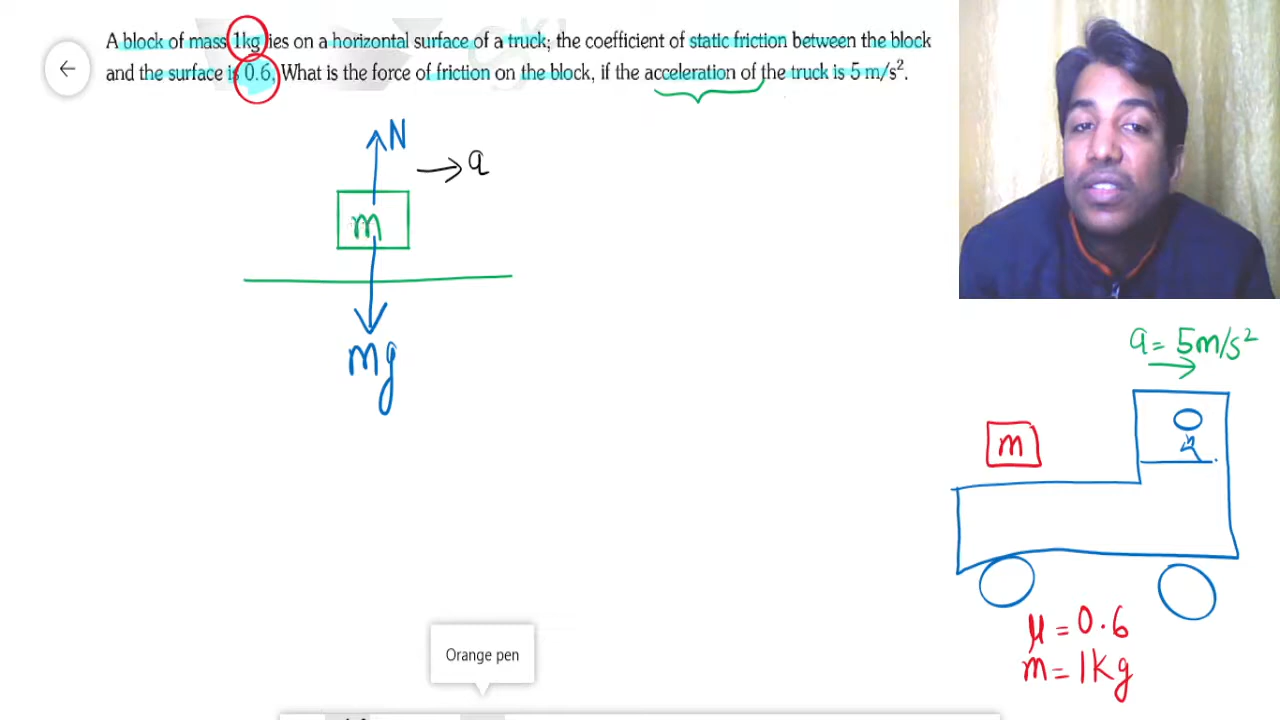 A block of mass 1kg lies on a horizontal surface of a truck; the coefficient of static friction between the block
and the surface is 0.6, What is the force of friction on the block, if the acceleration of the truck is 5 m/s².
N
a
m
mg
a = 5m/s²
m
μ = 0.6
m = 1kg
Orange pen